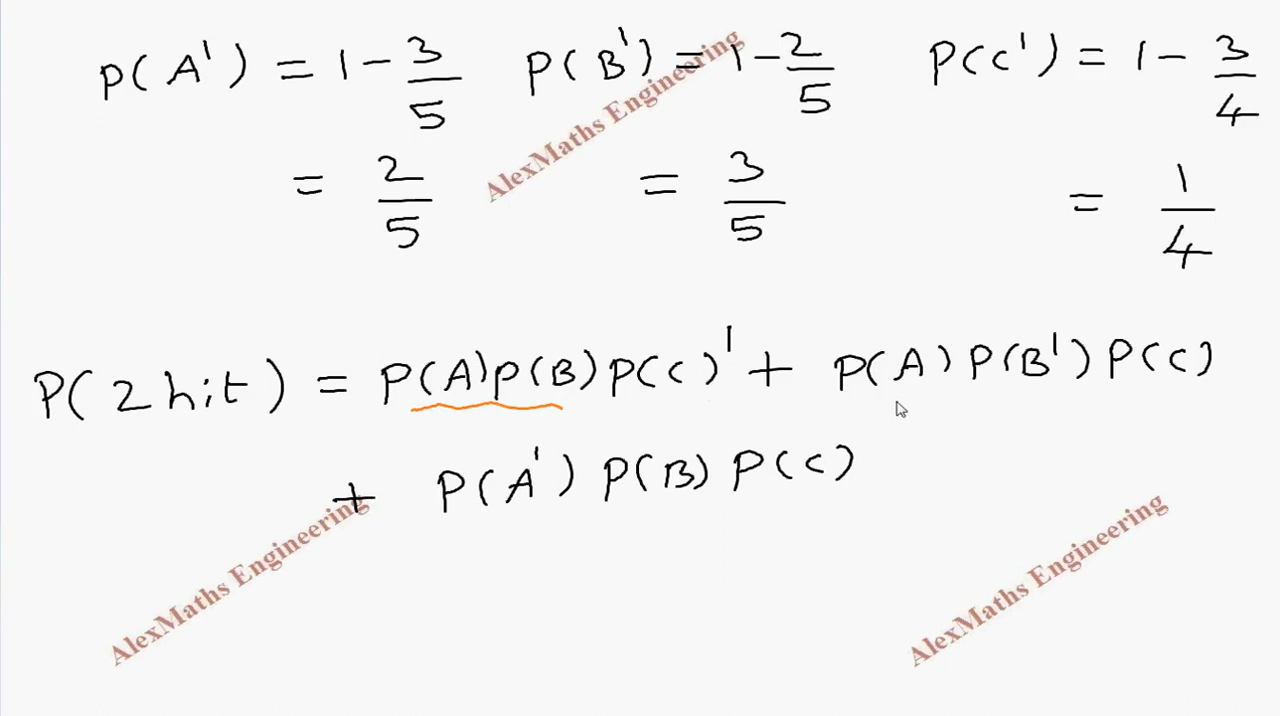 P(A') = 1 - 3/5 P(B') = 1 - 2/5 P(C') = 1 - 3/4
= 2/5 = 3/5 = 1/4
AlexMaths Engineering
P(2 hit) = P(A) P(B) P(C)' + P(A) P(B') P(C)
+ P(A') P(B) P(C)
AlexMaths Engineering
AlexMaths Engineering